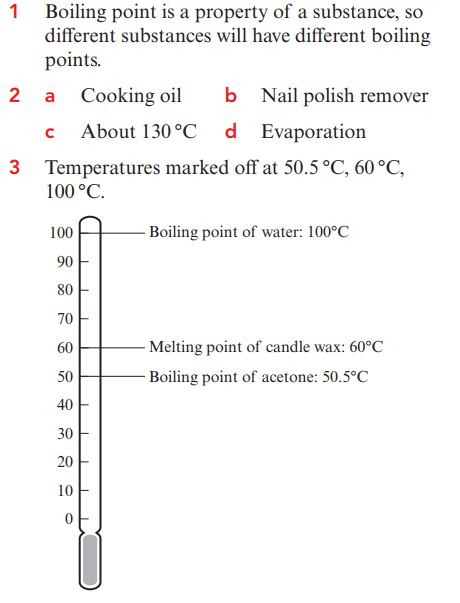 1 Boiling point is a property of a substance, so
different substances will have different boiling
points.
2 a Cooking oil b Nail polish remover
c About 130 °C d Evaporation
3 Temperatures marked off at 50.5 °C, 60 °C,
100 °C.
100 Boiling point of water: 100°C
90
80
70
60 Melting point of candle wax: 60°C
50 Boiling point of acetone: 50.5°C
40
30
20
10
0